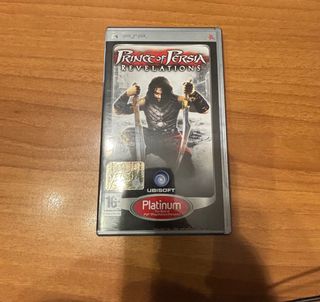 PSP
PRINCE OF PERSIA
REVELATIONS
UBISOFT
16
Platinum